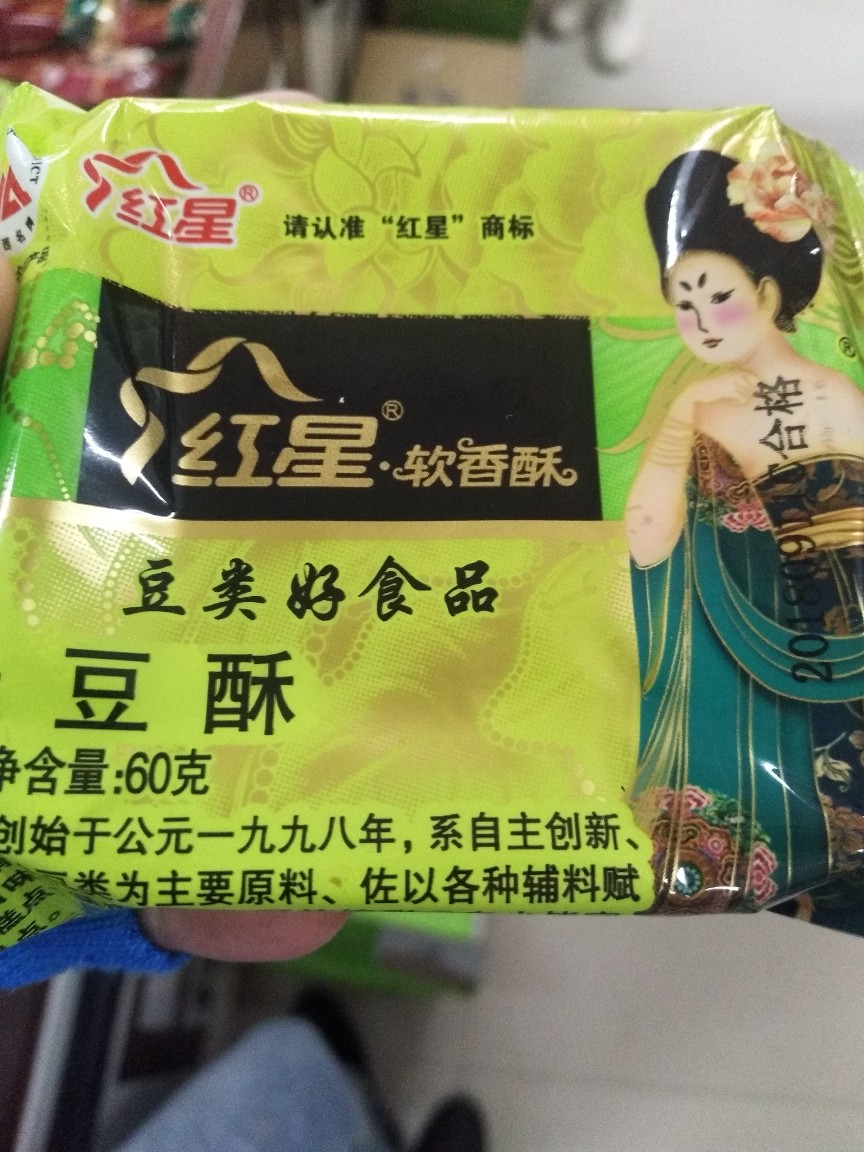 红星®
请认准“红星”商标
红星®·软香酥
豆类好食品
豆酥
净含量:60克
创始于公元一九九八年,系自主创新、
类为主要原料、佐以各种辅料赋
合格